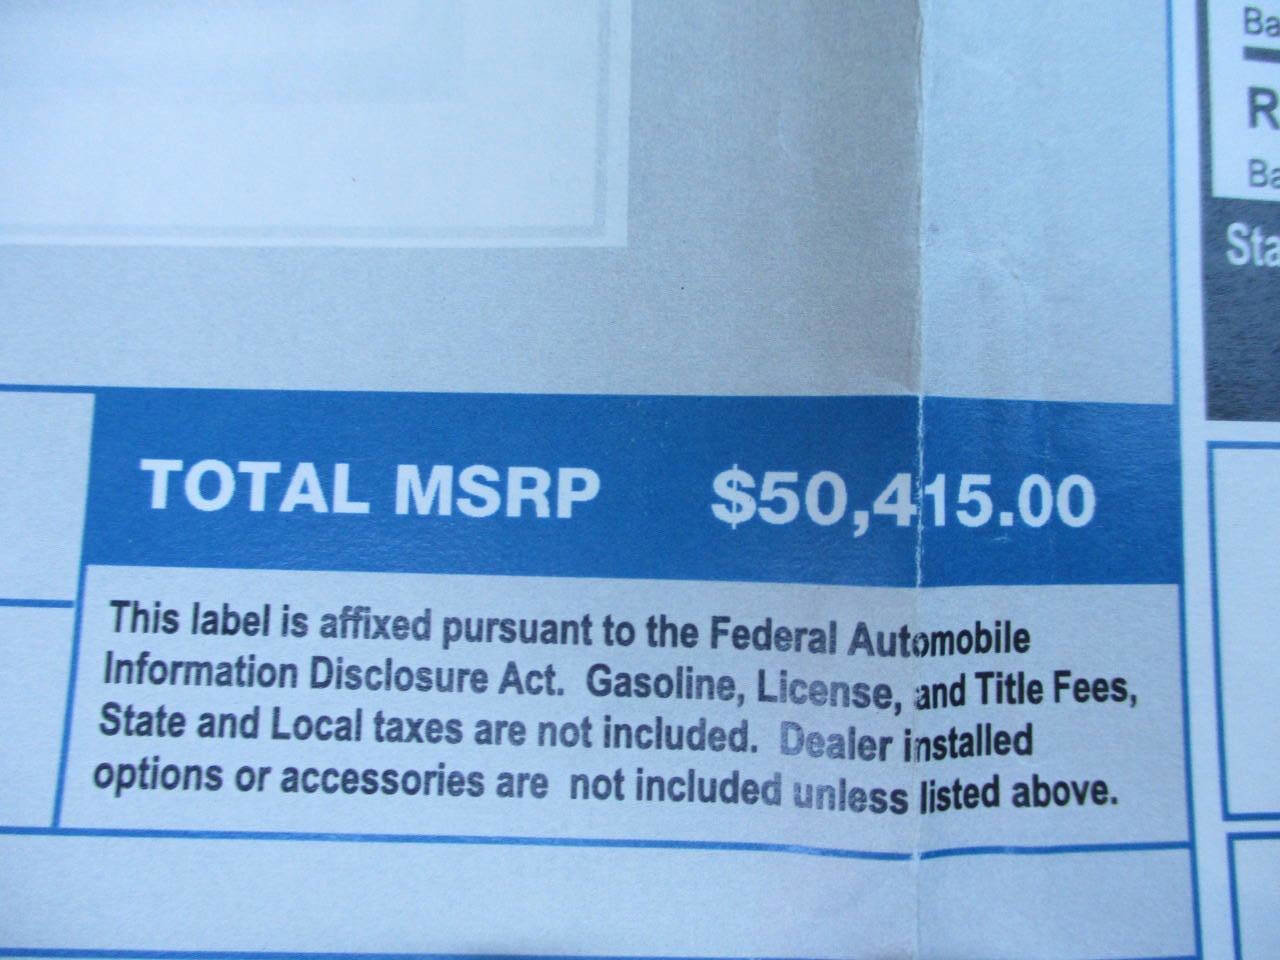 TOTAL MSRP $50,415.00
This label is affixed pursuant to the Federal Automobile
Information Disclosure Act. Gasoline, License, and Title Fees,
State and Local taxes are not included. Dealer installed
options or accessories are not included unless listed above.